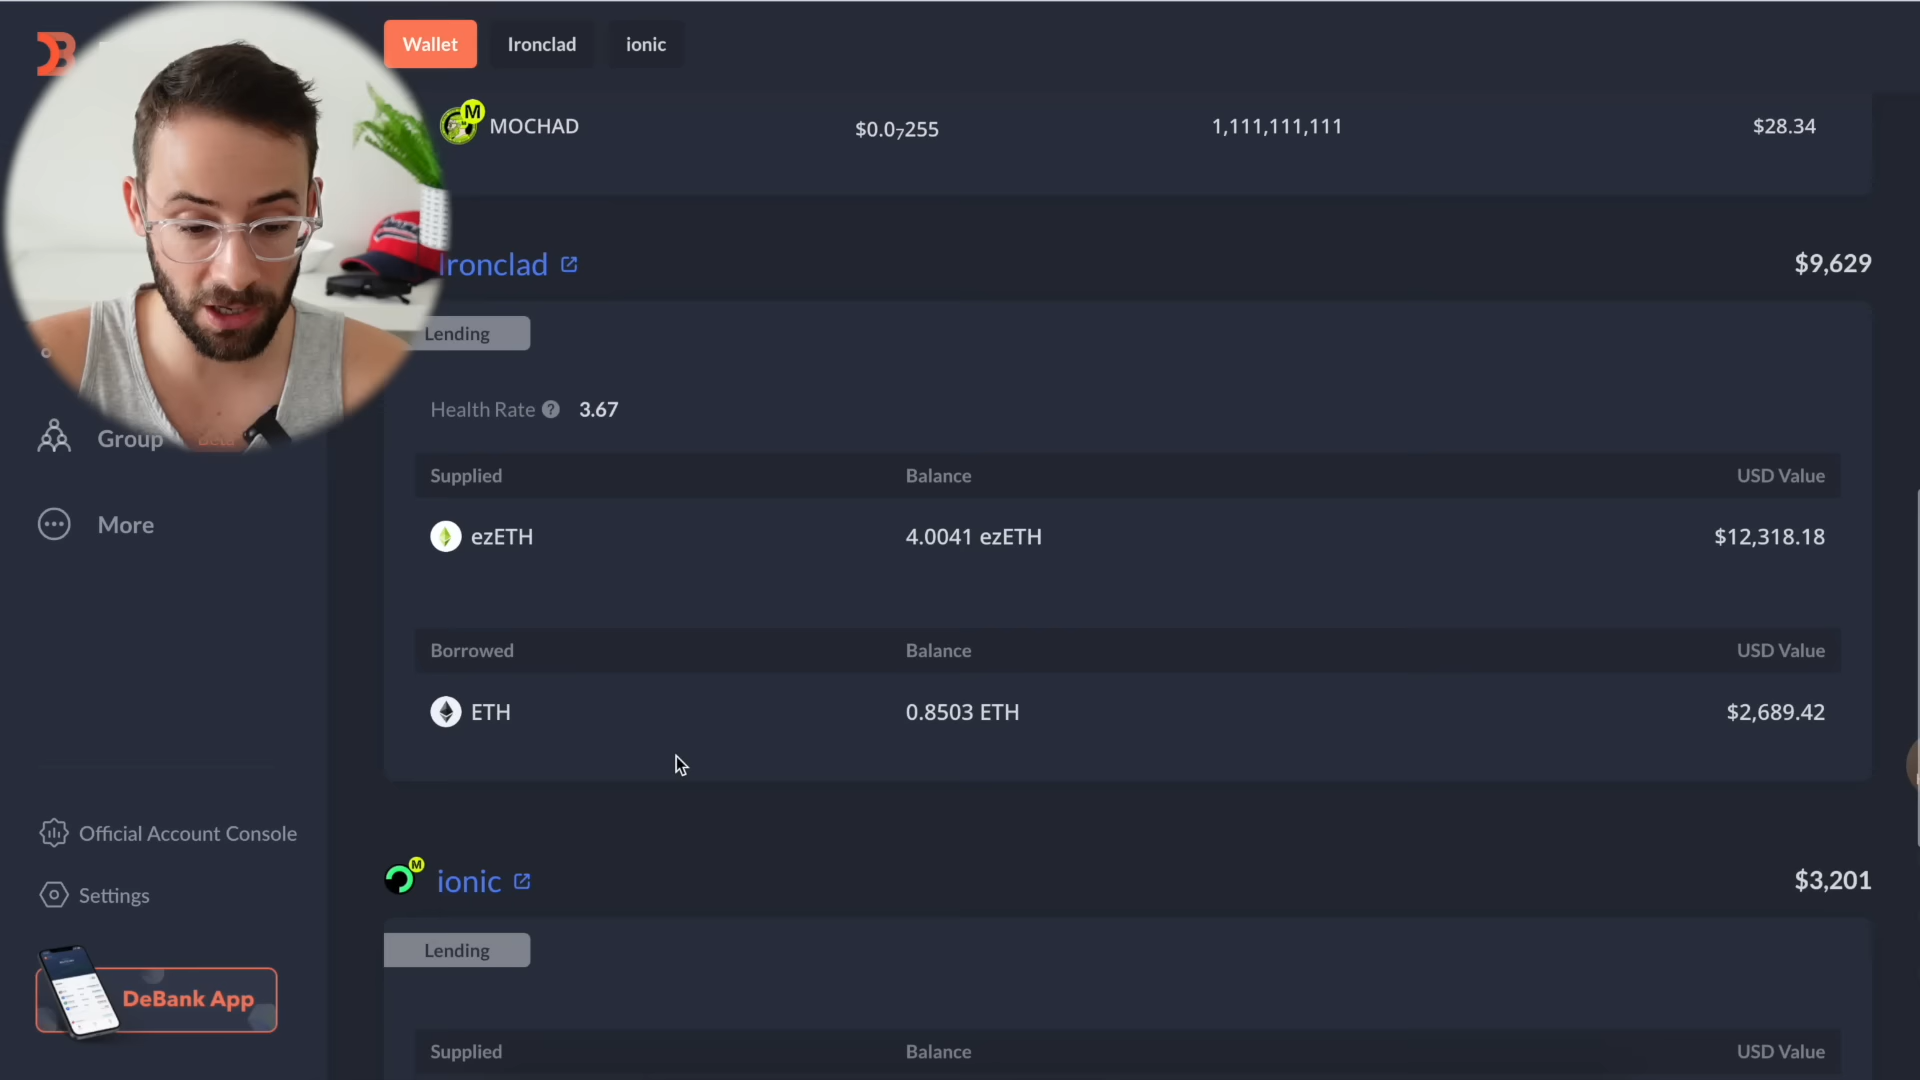 Wallet Ironclad ionic
M MOCHAD $0.0₇255 1,111,111,111 $28.34
Ironclad $9,629
Lending
Health Rate ? 3.67
Group Beta
Supplied Balance USD Value
More
ezETH 4.0041 ezETH $12,318.18
Borrowed Balance USD Value
ETH 0.8503 ETH $2,689.42
Official Account Console
M ionic $3,201
Settings
Lending
DeBank App
Supplied Balance USD Value